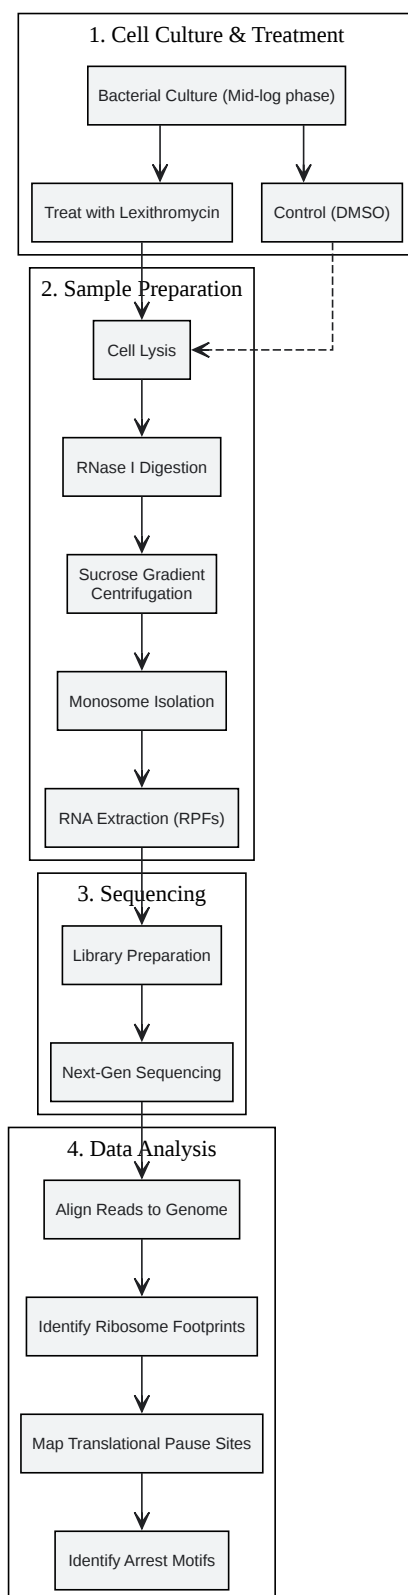 1. Cell Culture & Treatment
Bacterial Culture (Mid-log phase)
Treat with Lexithromycin
Control (DMSO)
2. Sample Preparation
Cell Lysis
RNase I Digestion
Sucrose Gradient
Centrifugation
Monosome Isolation
RNA Extraction (RPFs)
3. Sequencing
Library Preparation
Next-Gen Sequencing
4. Data Analysis
Align Reads to Genome
Identify Ribosome Footprints
Map Translational Pause Sites
Identify Arrest Motifs